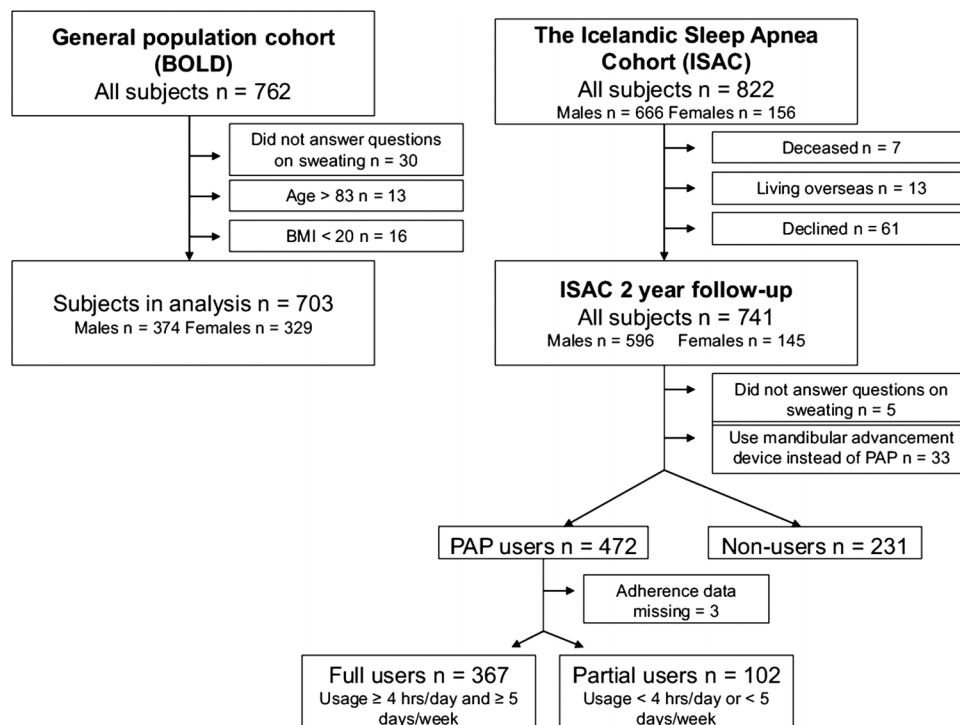 General population cohort
(BOLD)
All subjects n = 762
Did not answer questions
on sweating n = 30
Age > 83 n = 13
BMI < 20 n = 16
Subjects in analysis n = 703
Males n = 374 Females n = 329
The Icelandic Sleep Apnea
Cohort (ISAC)
All subjects n = 822
Males n = 666 Females n = 156
Deceased n = 7
Living overseas n = 13
Declined n = 61
ISAC 2 year follow-up
All subjects n = 741
Males n = 596 Females n = 145
Did not answer questions on
sweating n = 5
Use mandibular advancement
device instead of PAP n = 33
PAP users n = 472
Non-users n = 231
Adherence data
missing = 3
Full users n = 367
Usage ≥ 4 hrs/day and ≥ 5
days/week
Partial users n = 102
Usage < 4 hrs/day or < 5
days/week